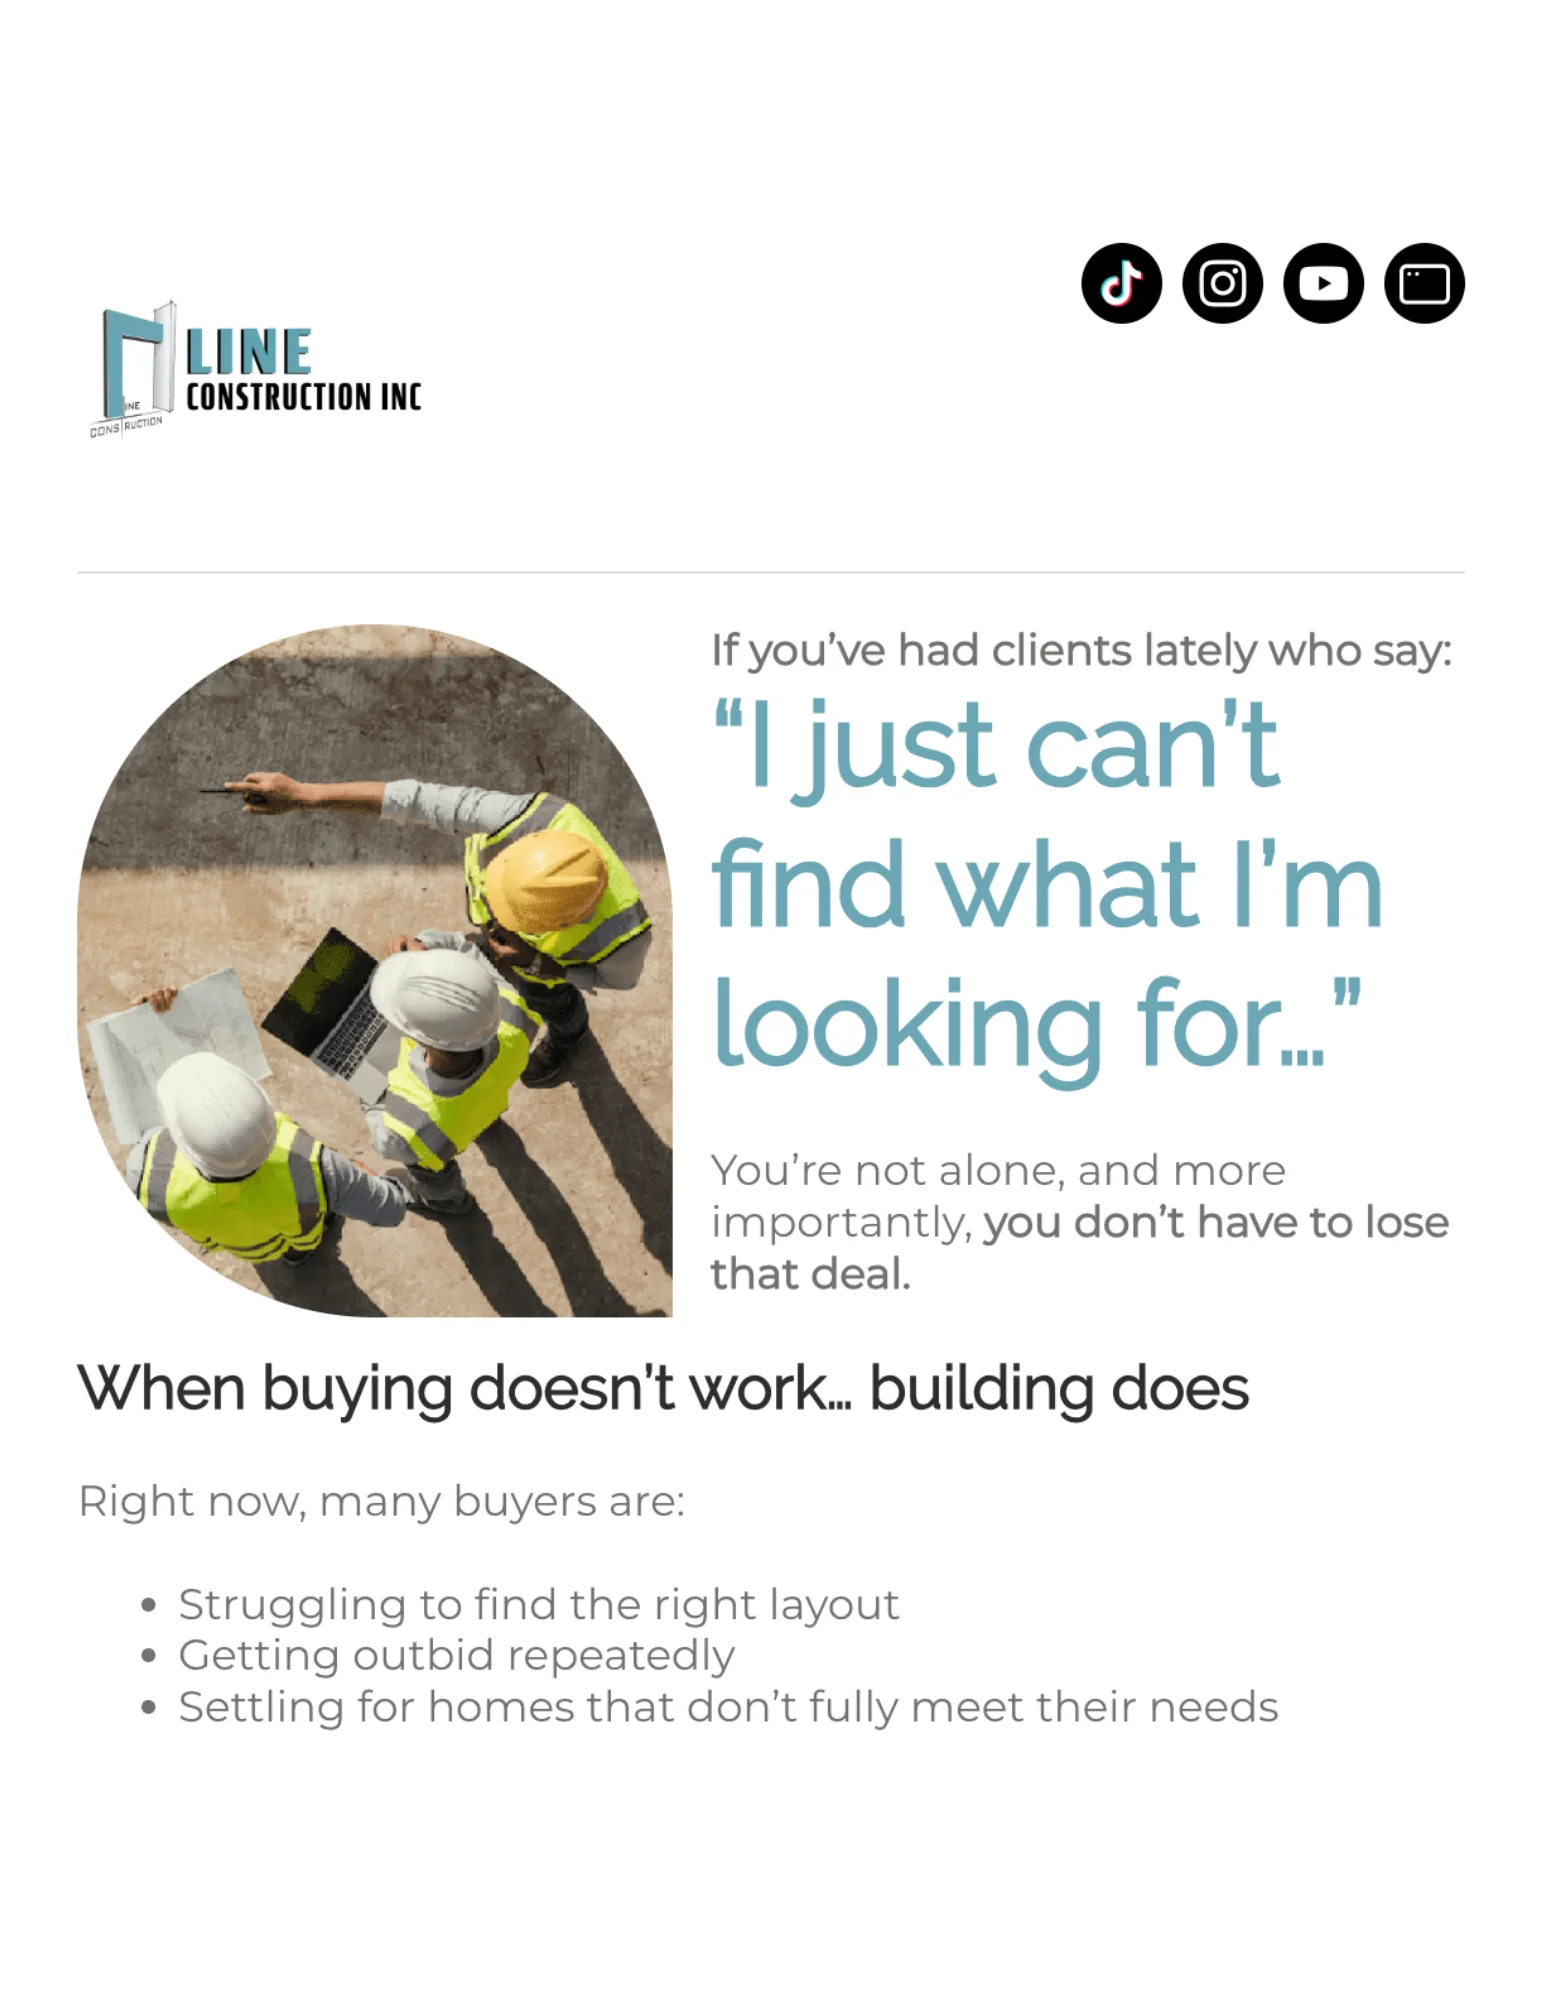 LINE
CONSTRUCTION INC
INE
CONSTRUCTION
If you’ve had clients lately who say:
“I just can’t
find what I’m
looking for...”
You’re not alone, and more
importantly, you don’t have to lose
that deal.
When buying doesn’t work... building does
Right now, many buyers are:
• Struggling to find the right layout
• Getting outbid repeatedly
• Settling for homes that don’t fully meet their needs